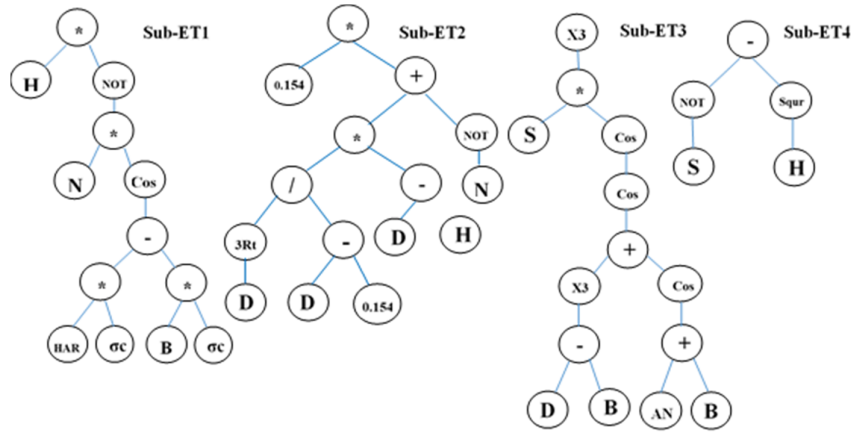 Sub-ET1
*
H
NOT
*
N
Cos
-
*
*
HAR
σc
B
σc
Sub-ET2
*
0.154
+
*
NOT
/
-
N
3Rt
-
D
H
D
D
0.154
Sub-ET3
X3
*
S
Cos
Cos
+
X3
Cos
-
+
D
B
AN
B
Sub-ET4
-
NOT
Squr
S
H